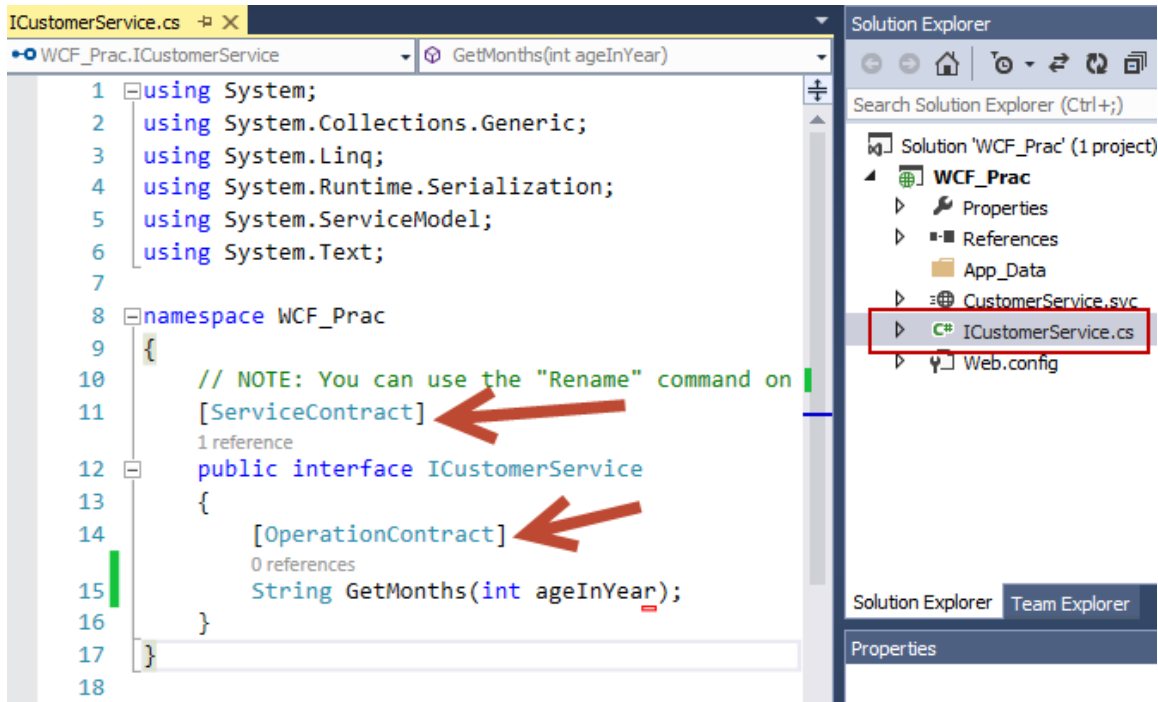 ICustomerService.cs
WCF_Prac.ICustomerService
GetMonths(int ageInYear)
1 using System;
2 using System.Collections.Generic;
3 using System.Linq;
4 using System.Runtime.Serialization;
5 using System.ServiceModel;
6 using System.Text;
7
8 namespace WCF_Prac
9 {
10 // NOTE: You can use the "Rename" command on
11 [ServiceContract]
1 reference
12 public interface ICustomerService
13 {
14 [OperationContract]
0 references
15 String GetMonths(int ageInYear);
16 }
17 }
18
Solution Explorer
Search Solution Explorer (Ctrl+;)
Solution 'WCF_Prac' (1 project)
WCF_Prac
Properties
References
App_Data
CustomerService.svc
C# ICustomerService.cs
Web.config
Solution Explorer Team Explorer
Properties